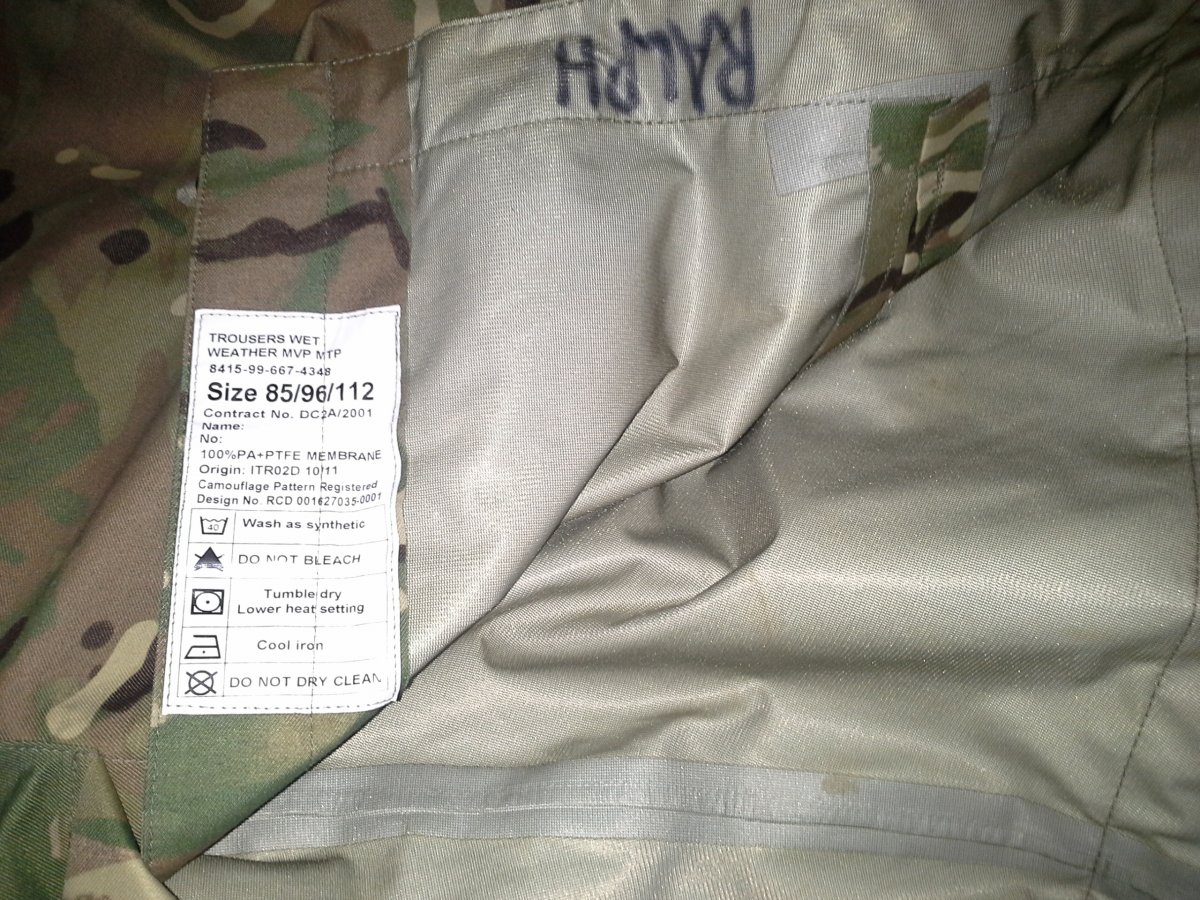 RALPH
TROUSERS WET
WEATHER MVP MTP
8415-99-667-4348
Size 85/96/112
Contract No. DC2A/2001
Name:
No:
100%PA+PTFE MEMBRANE
Origin: ITR02D 10/11
Camouflage Pattern Registered
Design No. RCD 001627035-0001
40
Wash as synthetic
DO NOT BLEACH
Tumble dry
Lower heat setting
Cool iron
DO NOT DRY CLEAN